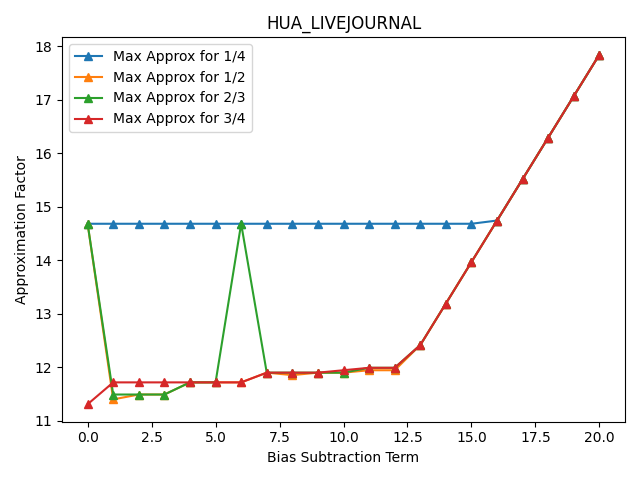 HUA_LIVEJOURNAL
Max Approx for 1/4
Max Approx for 1/2
Max Approx for 2/3
Max Approx for 3/4
Approximation Factor
18
17
16
15
14
13
12
11
0.0 2.5 5.0 7.5 10.0 12.5 15.0 17.5 20.0
Bias Subtraction Term